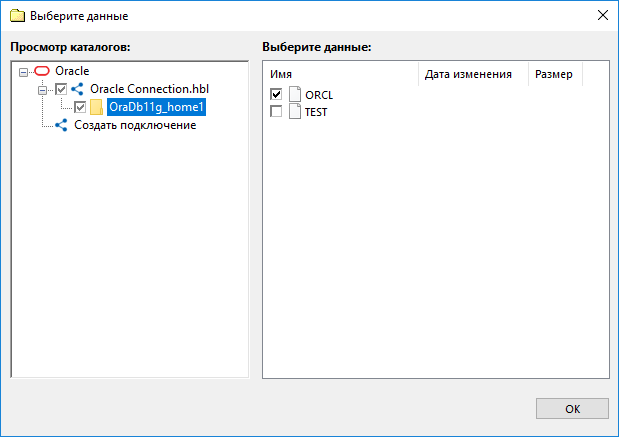 Выберите данные
Просмотр каталогов:
Выберите данные:
Oracle
Oracle Connection.hbl
OraDb11g_home1
Создать подключение
Имя Дата изменения Размер
ORCL
TEST
OK